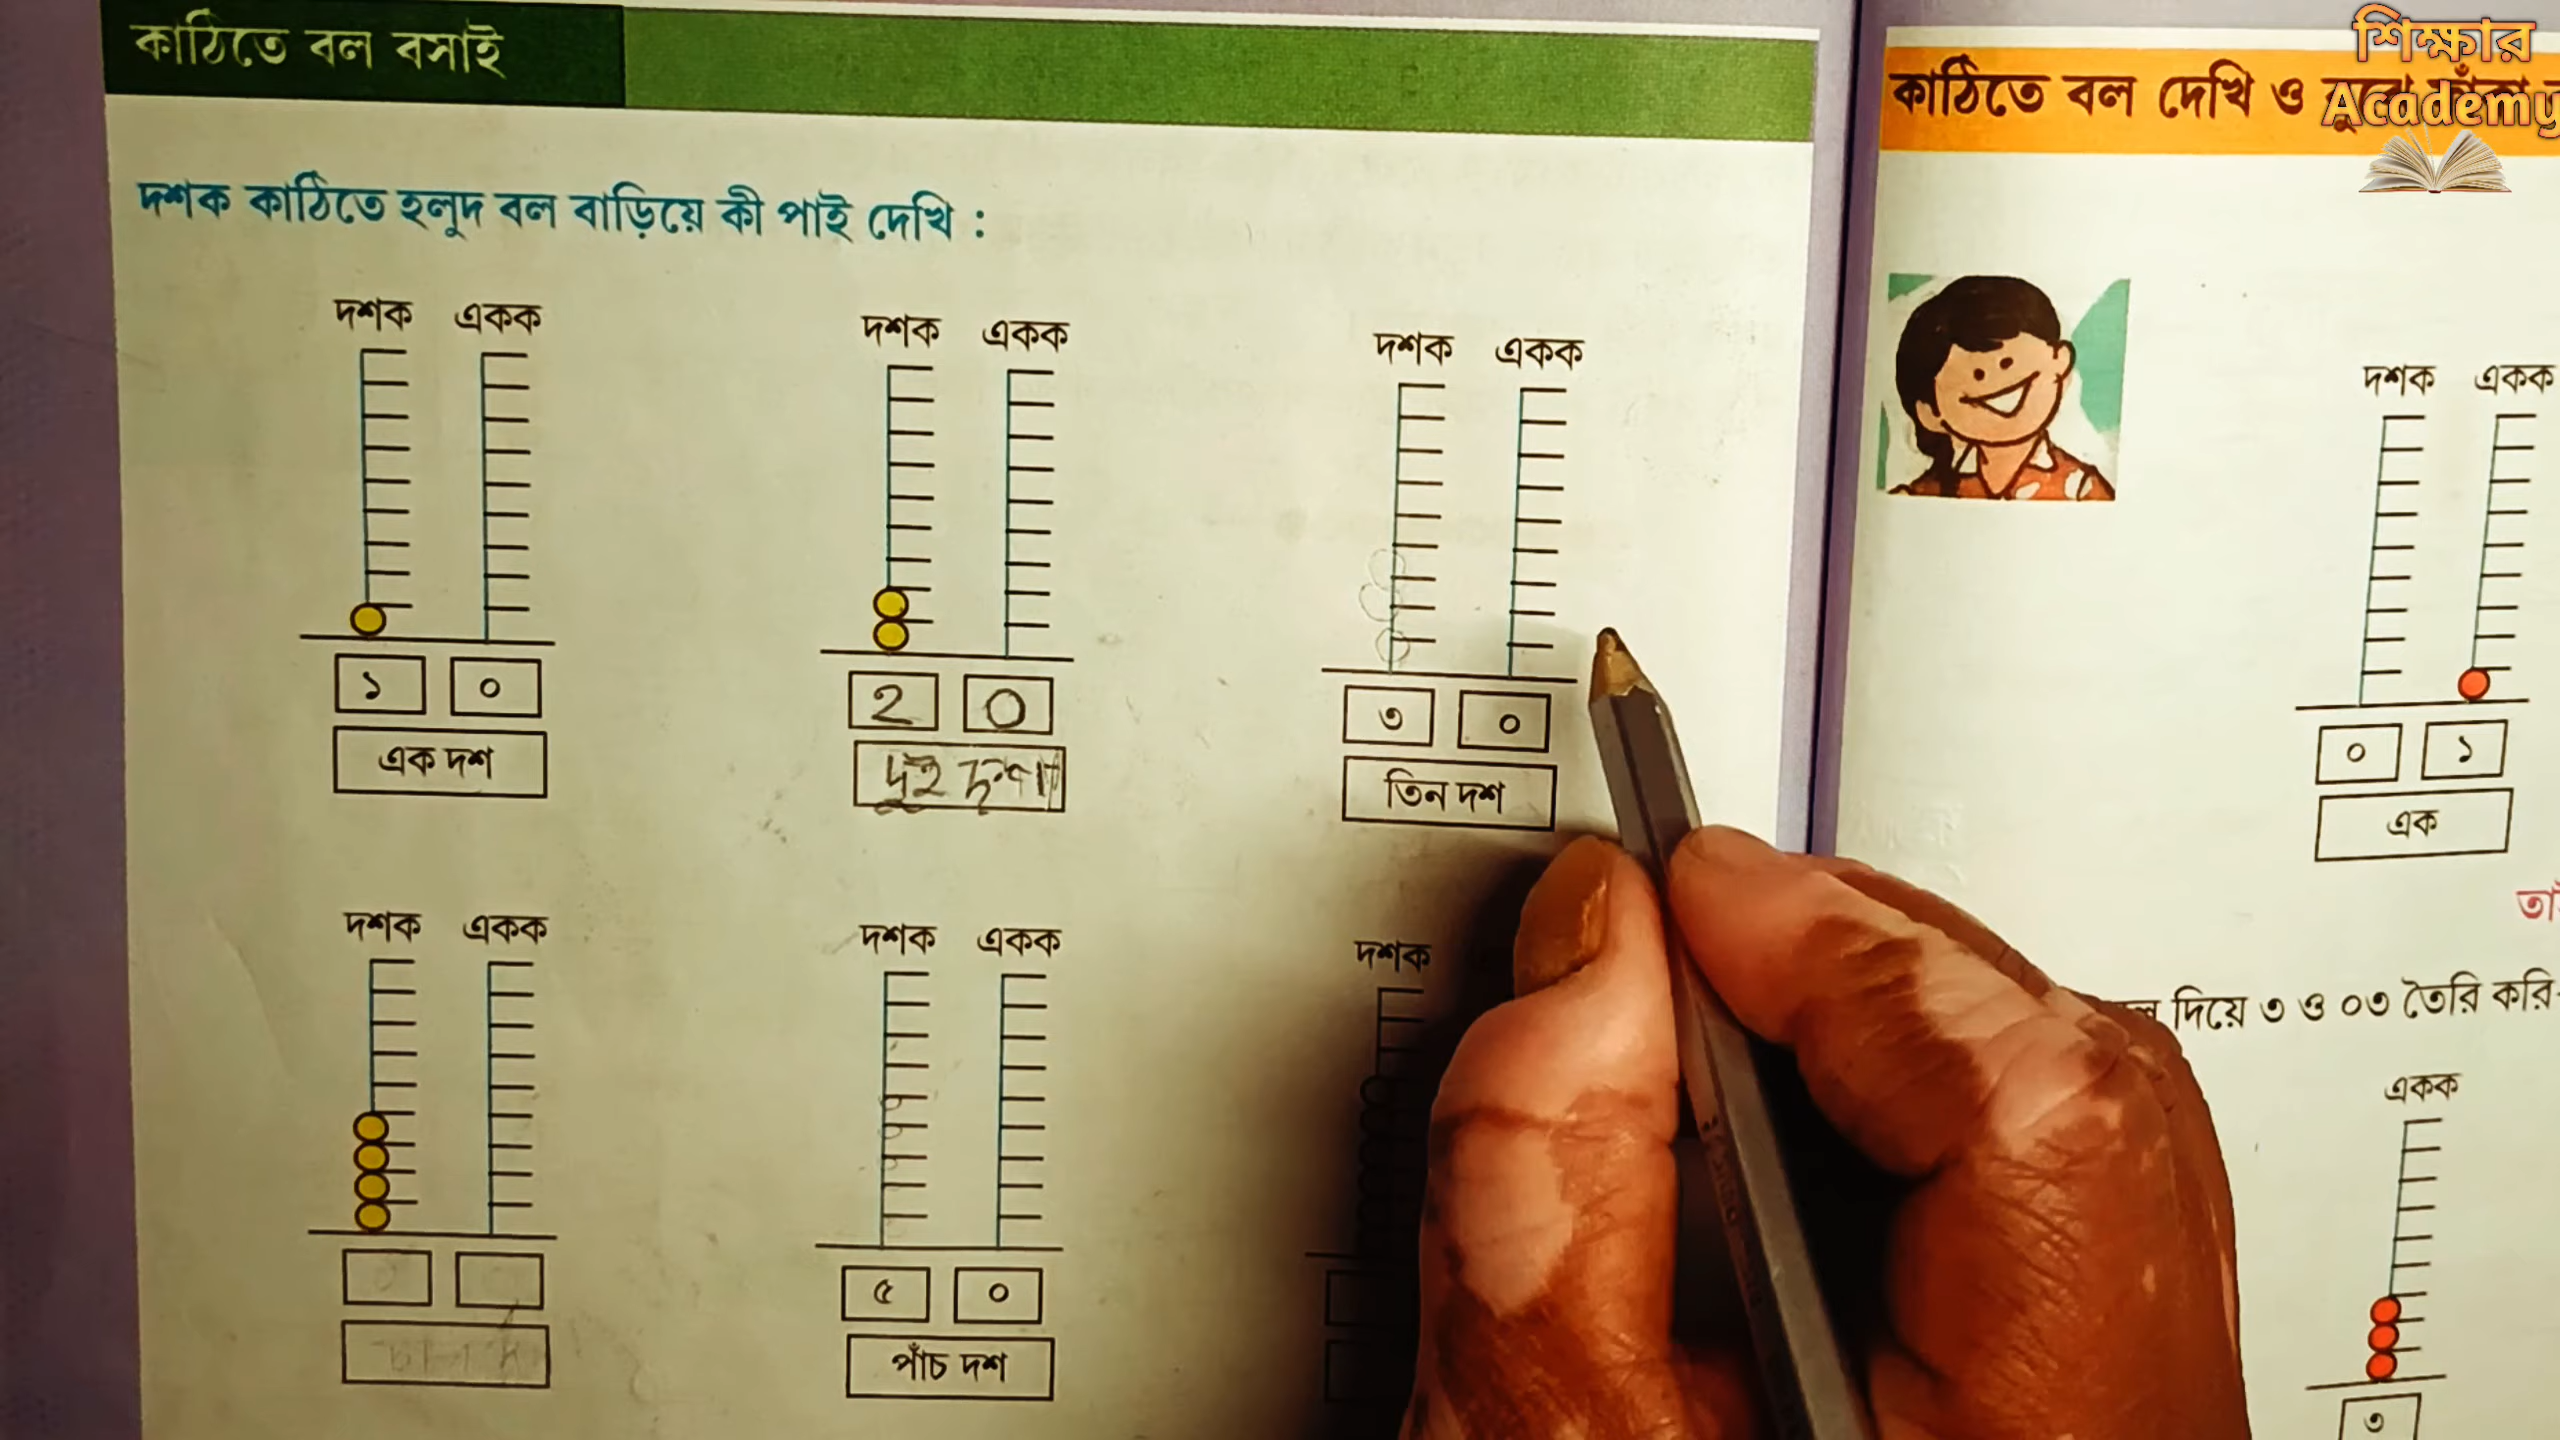 কাঠিতে বল বসাই
দশক কাঠিতে হলুদ বল বাড়িয়ে কী পাই দেখি :
দশক একক
১ ০
এক দশ
দশক একক
2 0
দুই দশ
দশক একক
৩ ০
তিন দশ
দশক একক
দশক একক
৫ ০
পাঁচ দশ
দশক
শিক্ষার
Academy
কাঠিতে বল দেখি ও
দশক একক
০ ১
এক
দিয়ে ৩ ও ০৩ তৈরি করি
একক
৩